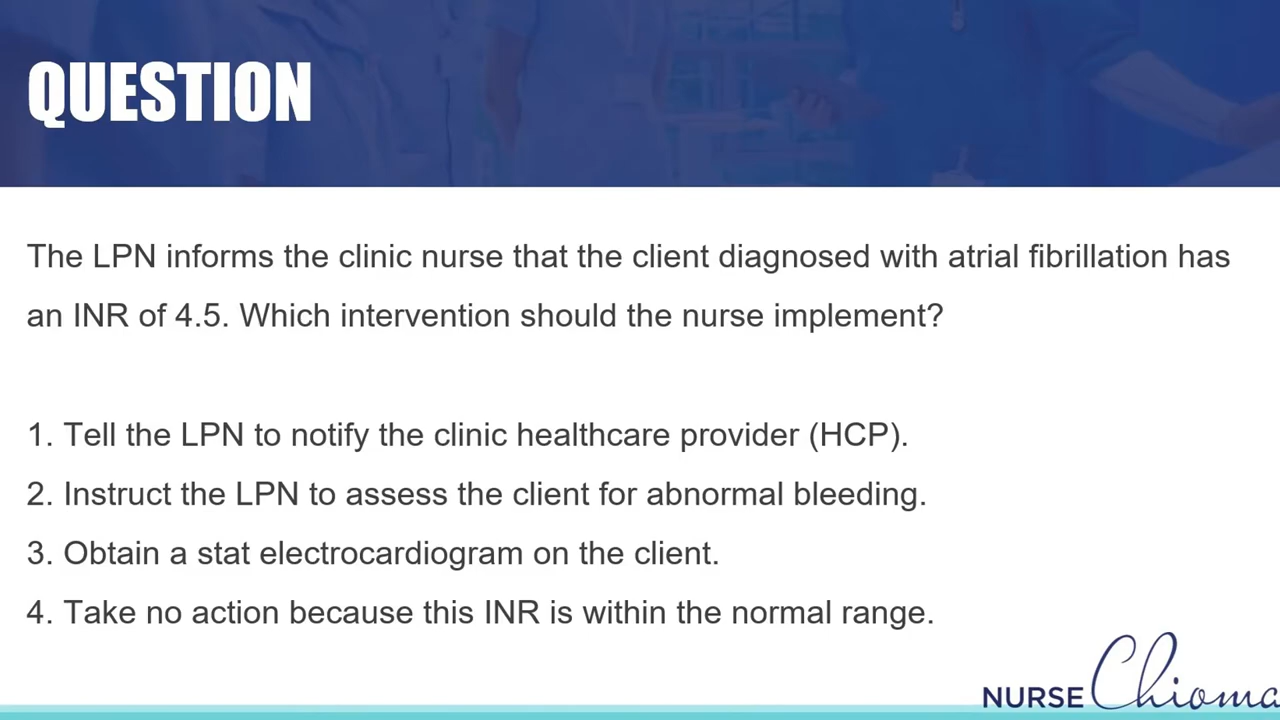 QUESTION
The LPN informs the clinic nurse that the client diagnosed with atrial fibrillation has
an INR of 4.5. Which intervention should the nurse implement?
1. Tell the LPN to notify the clinic healthcare provider (HCP).
2. Instruct the LPN to assess the client for abnormal bleeding.
3. Obtain a stat electrocardiogram on the client.
4. Take no action because this INR is within the normal range.
NURSE Chioma